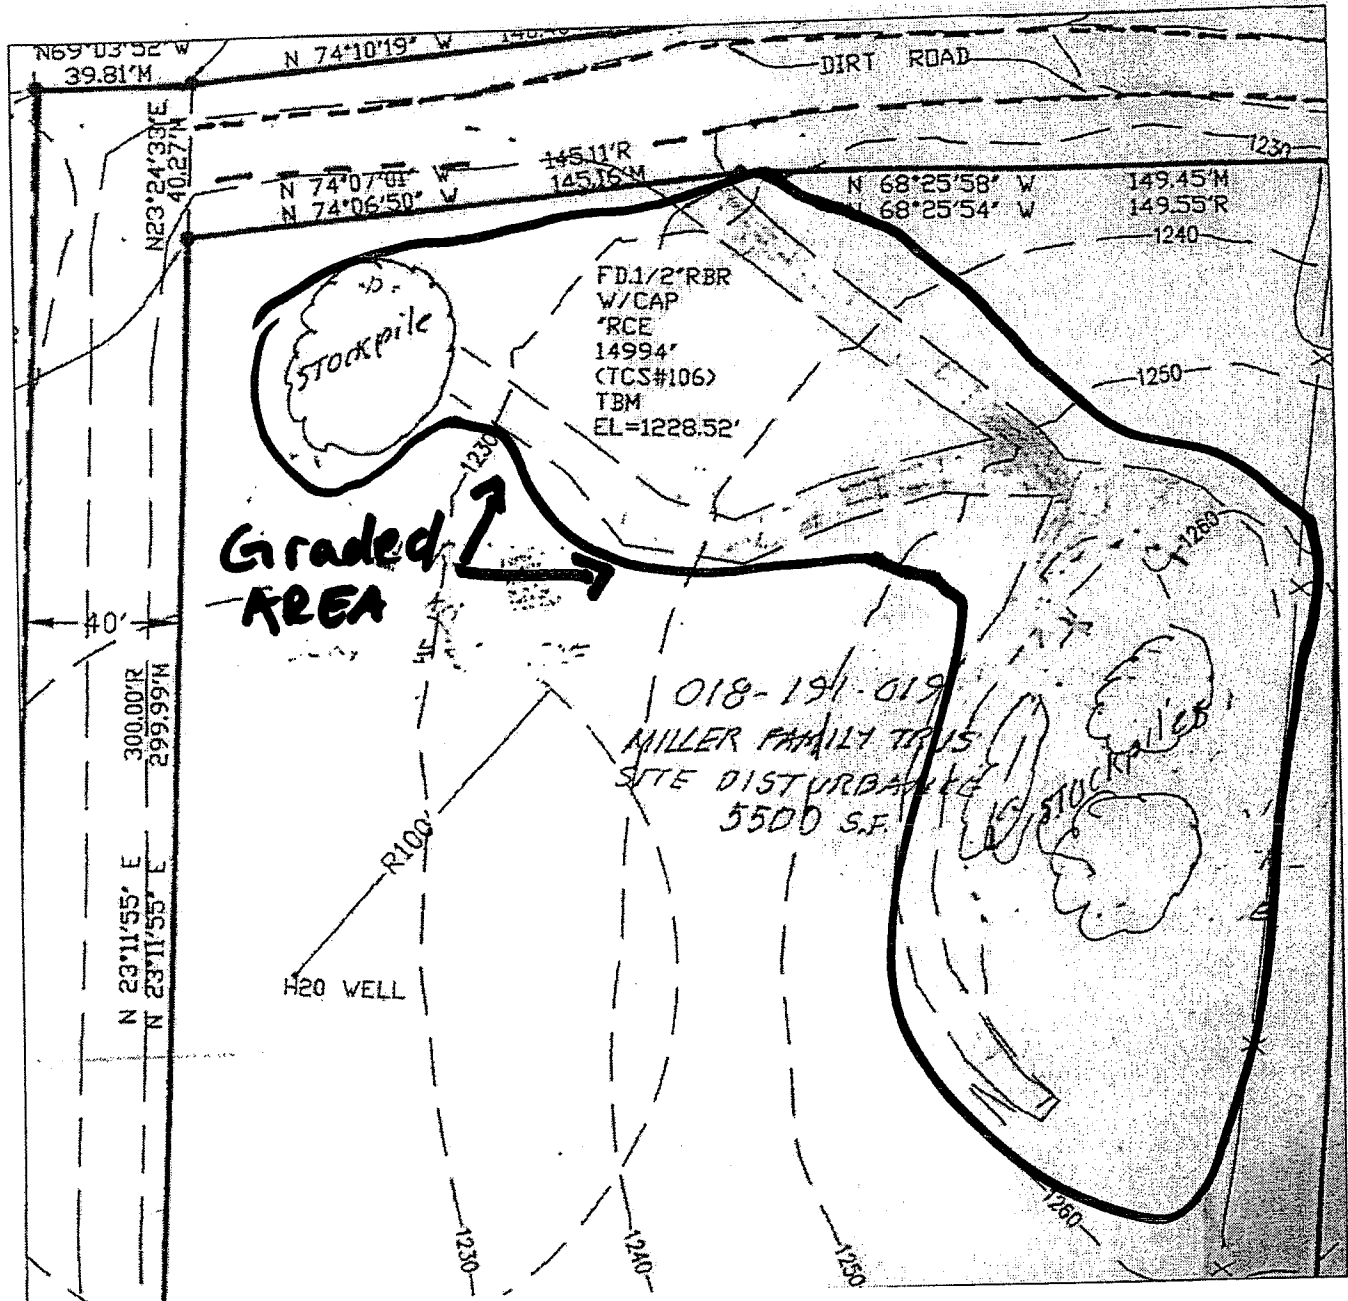 N69°03'52"W
39.81'M
N 74°10'19" W
DIRT ROAD
N23°24'33"E
40.27'M
1230
N 74°07'01" W 145.11'R
N 74°06'50" W 145.16'M
N 68°25'58" W 149.45'M
N 68°25'54" W 149.55'R
1240
FD.1/2"RBR
W/CAP
"RCE
14994"
(TCS#106)
TBM
EL=1228.52'
STOCKpile
1250
1230
1260
Graded
AREA
40'
300.00'R
299.99'M
018-191-019
MILLER FAMILY TRUS
SITE DISTURBANCE
5500 S.F.
STOCKPILES
R100'
N 23°11'55" E
N 23°11'55" E
H20 WELL
1260
1230
1240
1250